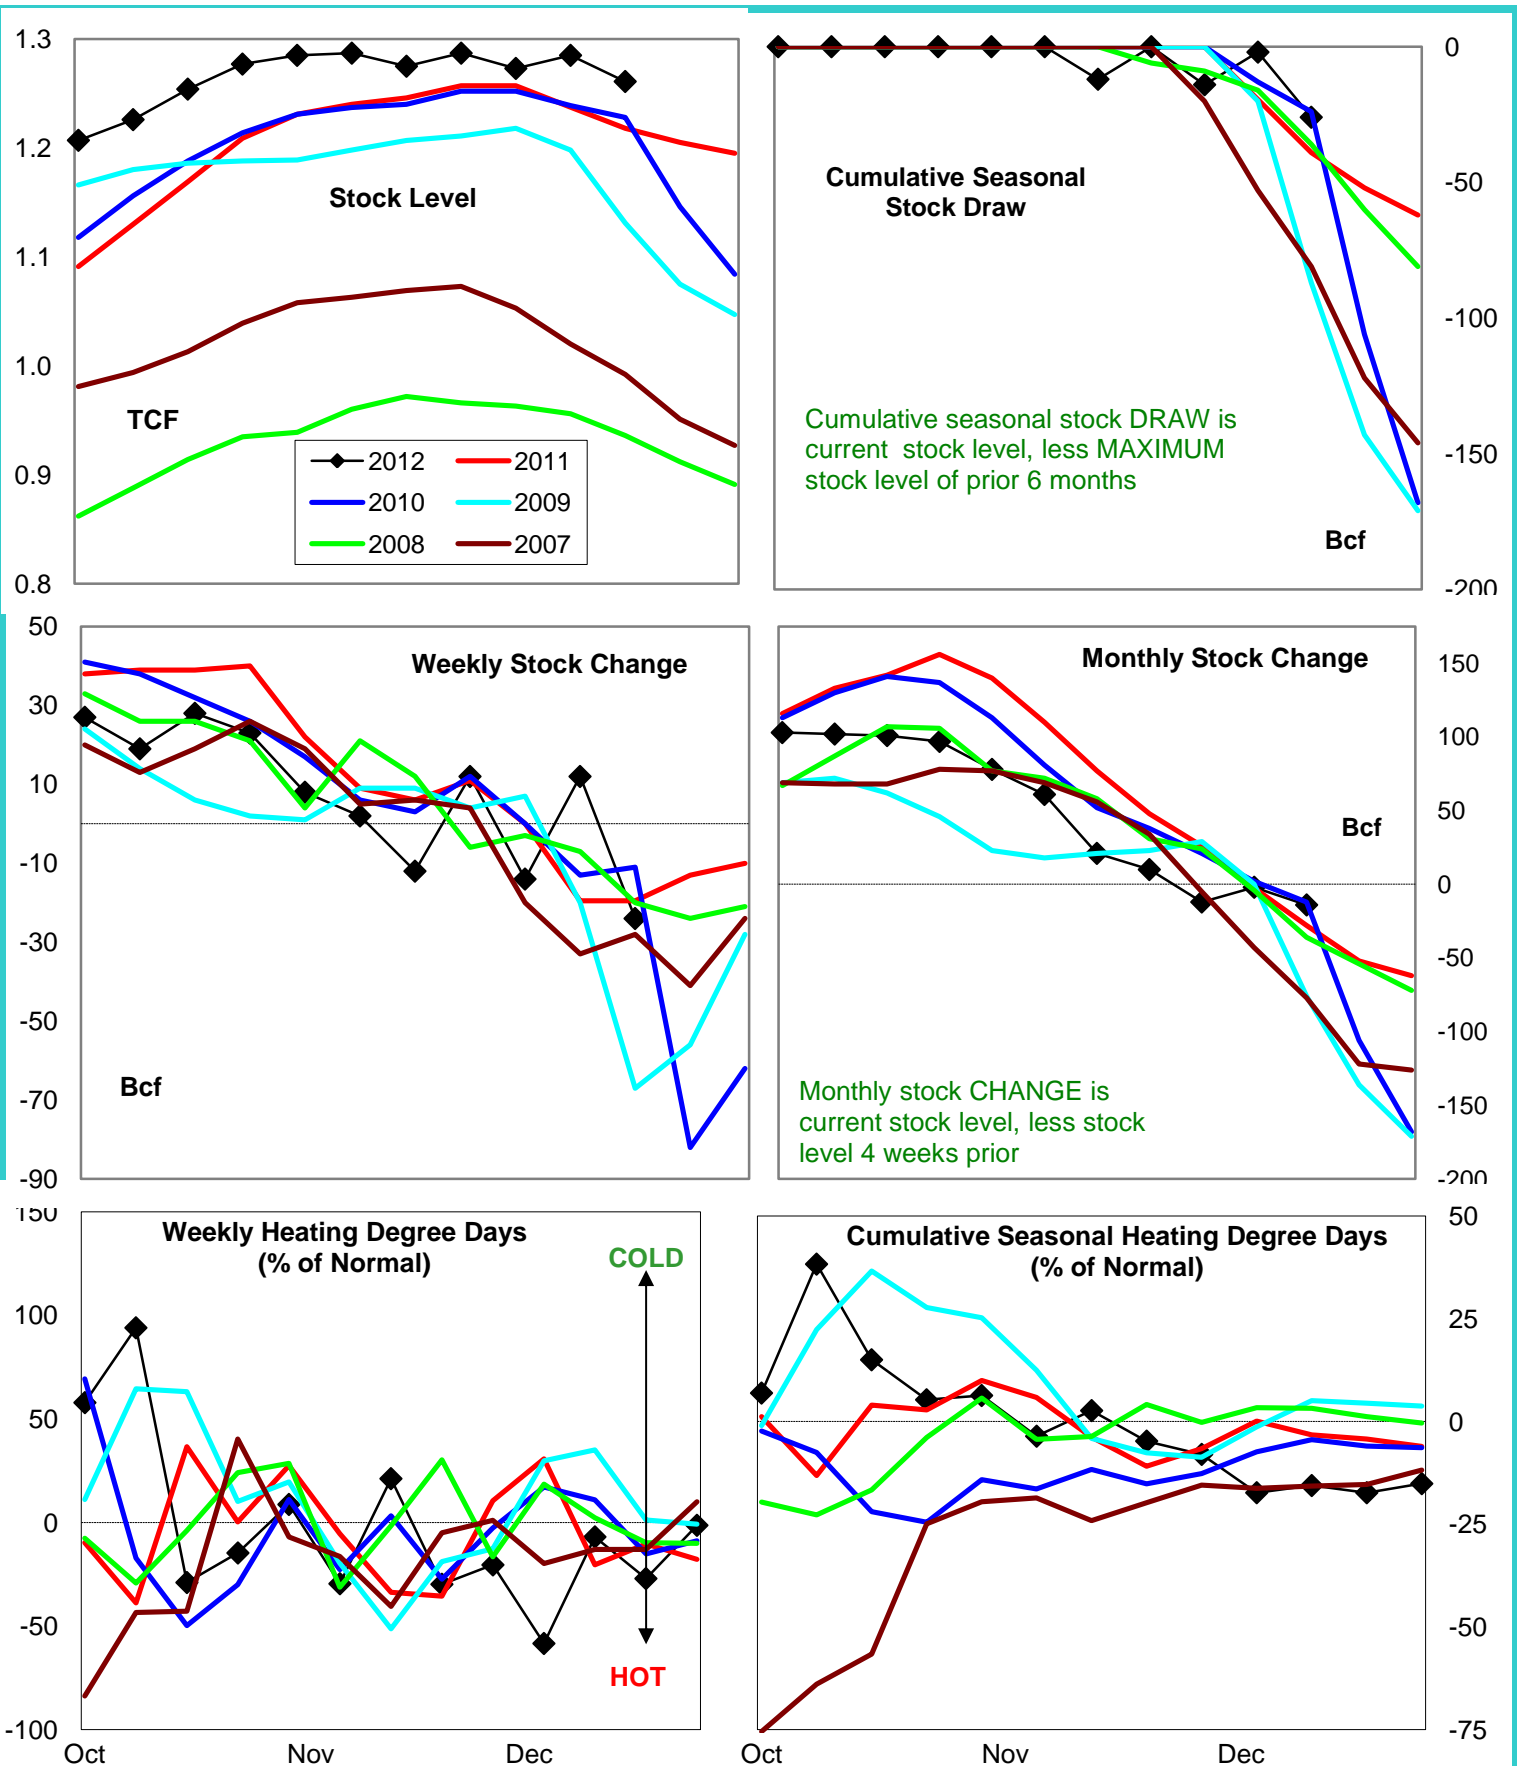 1.3
1.2
1.1
1.0
0.9
0.8
Stock Level
TCF
2012
2011
2010
2009
2008
2007
0
-50
-100
-150
-200
Cumulative Seasonal
Stock Draw
Cumulative seasonal stock DRAW is
current stock level, less MAXIMUM
stock level of prior 6 months
Bcf
50
30
10
-10
-30
-50
-70
-90
Weekly Stock Change
Bcf
150
100
50
0
-50
-100
-150
-200
Monthly Stock Change
Bcf
Monthly stock CHANGE is
current stock level, less stock
level 4 weeks prior
150
100
50
0
-50
-100
Weekly Heating Degree Days
(% of Normal)
COLD
HOT
Oct
Nov
Dec
50
25
0
-25
-50
-75
Cumulative Seasonal Heating Degree Days
(% of Normal)
Oct
Nov
Dec